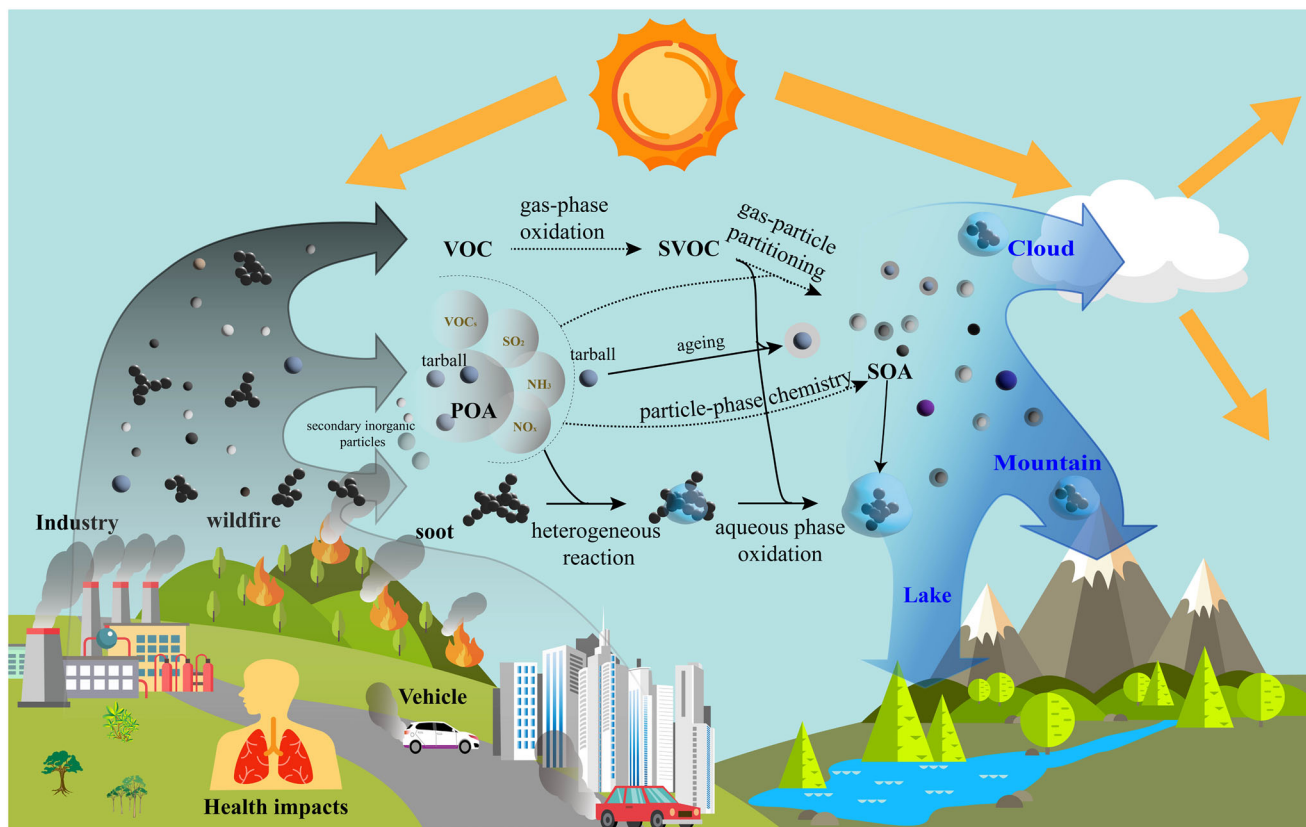 gas-phase
oxidation
VOC
SVOC
gas-particle
partitioning
Cloud
VOCs
SO2
tarball
NH3
POA
NOx
tarball
ageing
particle-phase chemistry
SOA
secondary inorganic
particles
Mountain
Industry
wildfire
soot
heterogeneous
reaction
aqueous phase
oxidation
Lake
Vehicle
Health impacts